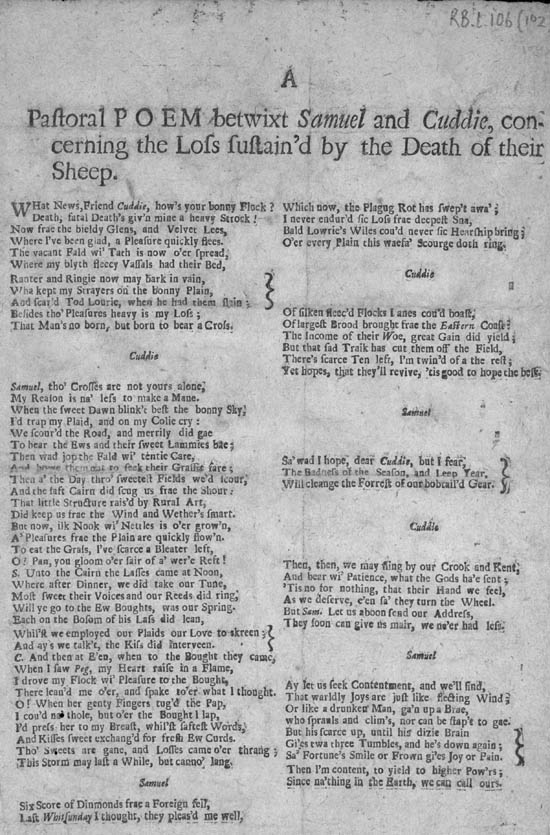 RB.l.106(102
A
Pastoral POEM betwixt Samuel and Cuddie, con-
cerning the Loss sustain'd by the Death of their
Sheep.
WHat News, Friend Cuddie, how's your bonny Flock?
Death, fatal Death's giv'n mine a heavy Strock!
Now frae the bieldy Glens, and Velvet Lees,
Where I've been glad, a Pleasure quickly flees.
The vacant Fald wi' Tath is now o'er spread,
Where my blyth fleecy Vassals had their Bed,
Ranter and Ringie now may bark in vain,
Wha kept my Strayers on the bonny Plain,
And scar'd Tod Lourie, when he had them slain;
Besides tho' Pleasures heavy is my Loss;
That Man's no born, but born to bear a Cross.
Cuddie
Samuel, tho' Crosses are not yours alone,
My Reason is na' less to make a Mane.
When the sweet Dawn blink't best the bonny Sky,
I'd trap my Plaid, and on my Colie cry:
We scour'd the Road, and merrily did gae
To hear the Ews and their sweet Lammies bae;
Then wad jop the Fald wi' tentie Care,
to seek their Grassie fare;
Then a' the Day thro' sweetest Fields we'd scour,
And the saft Cairn did scug us frae the Shour:
That little Structure rais'd by Rural Art,
Did keep us frae the Wind and Wether's smart.
But now, ilk Nook wi' Nettles is o'er grow'n,
A' Pleasures frae the Plain are quickly flow'n.
To eat the Grass, I've scarce a Bleater left,
O! Pan, you gloom o'er fair of a' wer'e Reft!
S. Unto the Cairn the Lasses came at Noon,
Where after Dinner, we did take our Tune,
Most sweet their Voices and our Reeds did ring,
Will ye go to the Ew Boughts, was our Spring.
Each on the Bosom of his Lass did lean,
Whilst we employed our Plaids our Love to skreen;
And ay's we talk't, the Kiss did Interveen.
C. And then at E'en, when to the Bought they came,
When I saw Peg, my Heart raise in a Flame,
I drove my Flock wi' Pleasure to the Bought,
There lean'd me o'er, and spake to'er what I thought.
O! When her genty Fingers tug'd the Pap,
I cou'd no thole, but o'er the Bought I lap,
I'd press her to my Breast, whilst saftest Words,
And Kisses sweet exchang'd for fresh Ew Curds.
Tho' Sweets are gane, and Losses came o'er thrang;
This Storm may last a While, but canno' lang.
Samuel
Six Score of Dinmonds frae a Foreign fell,
Last Whitsunday I thought, they pleas'd me well,
Which now, the Plagug Rot has swep't awa';
I never endur'd sic Loss frae deepest Sna,
Bald Lowrie's Wiles cou'd never sic Hearship bring;
O'er every Plain this waefa' Scourge doth ring.
Cuddie
Of silken fleec'd Flocks I anes cou'd boast,
Of largest Brood brought frae the Eastern Coast
The Income of their Woe, great Gain did yield;
But that sad Traik has cut them off the Field,
There's scarce Ten left, I'm twin'd of a the rest;
Yet hopes, that they'll revive, 'tis good to hope the best.
Samuel
Sa' wad I hope, dear Cuddie, but I fear,
The Badness of the Season, and Leep Year,
Will cleange the Forrest of our bobtail'd Gear.
Cuddie
Then, then, we may fling by our Crook and Kent,
And bear wi' Patience, what the Gods ha'e sent;
'Tis no for nothing, that their Hand we feel,
As we deserve, e'en sa' they turn the Wheel.
But Sam. Let us aboon send our Address,
They soon can give us mair, we ne'er had less.
Samuel
Ay let us seek Contentment, and we'll find,
That warldly Joys are just like fleeting Wind;
Or like a drunken Man, ga'n up a Brae,
who sprauls and clim's, nor can be stap't to gae.
But his scarce up, until his dizie Brain
Gi'es twa three Tumbles, and he's down again;
Sa' Fortune's Smile or Frown gi'es Joy or Pain.
Then I'm content, to yield to higher Pow'rs;
Since na'thing in the Earth, we can call ours.